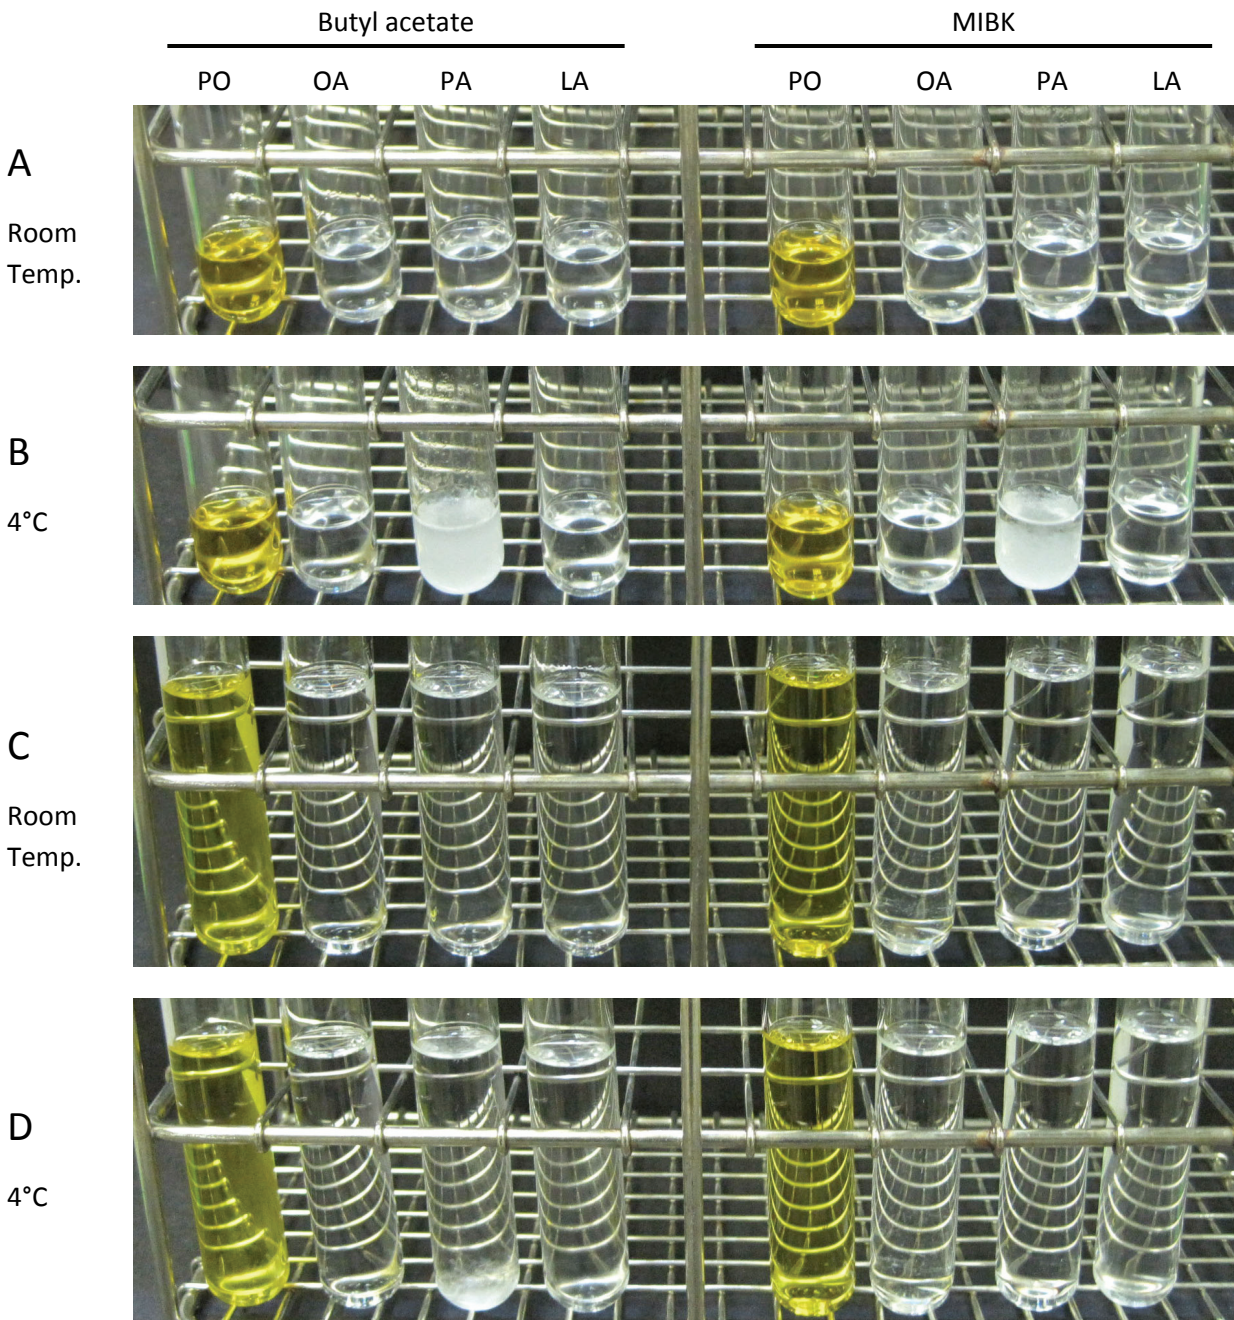 Butyl acetate MIBK
PO OA PA LA PO OA PA LA
A
Room
Temp.
B
4°C
C
Room
Temp.
D
4°C